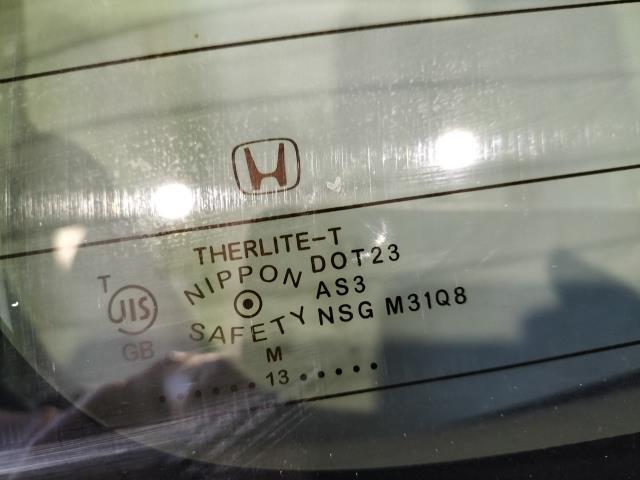 THERLITE-T
NIPPON DOT23
AS3
SAFETY NSG M31Q8
T
JIS
GB
M
•••••• 13 •••••